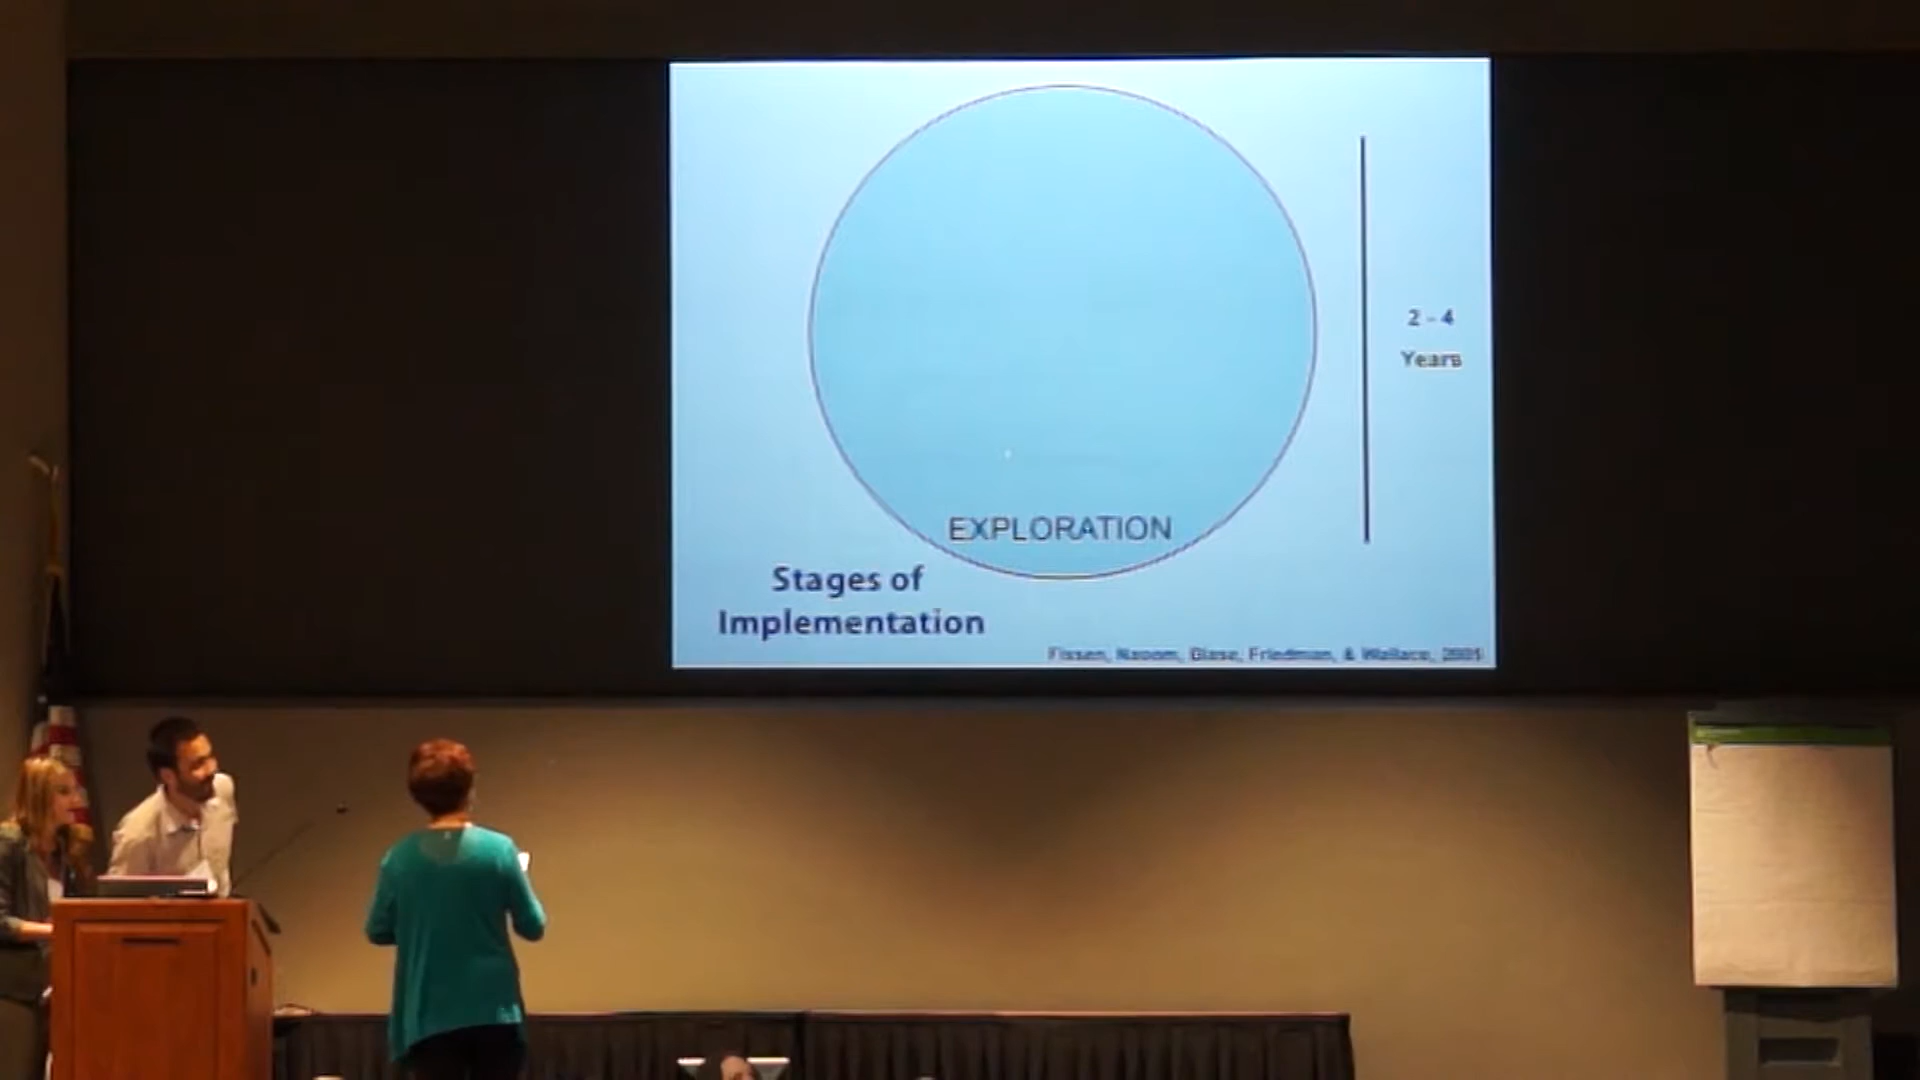 EXPLORATION
2 - 4
Years
Stages of
Implementation
Fixsen, Naoom, Blase, Friedman, & Wallace, 2005